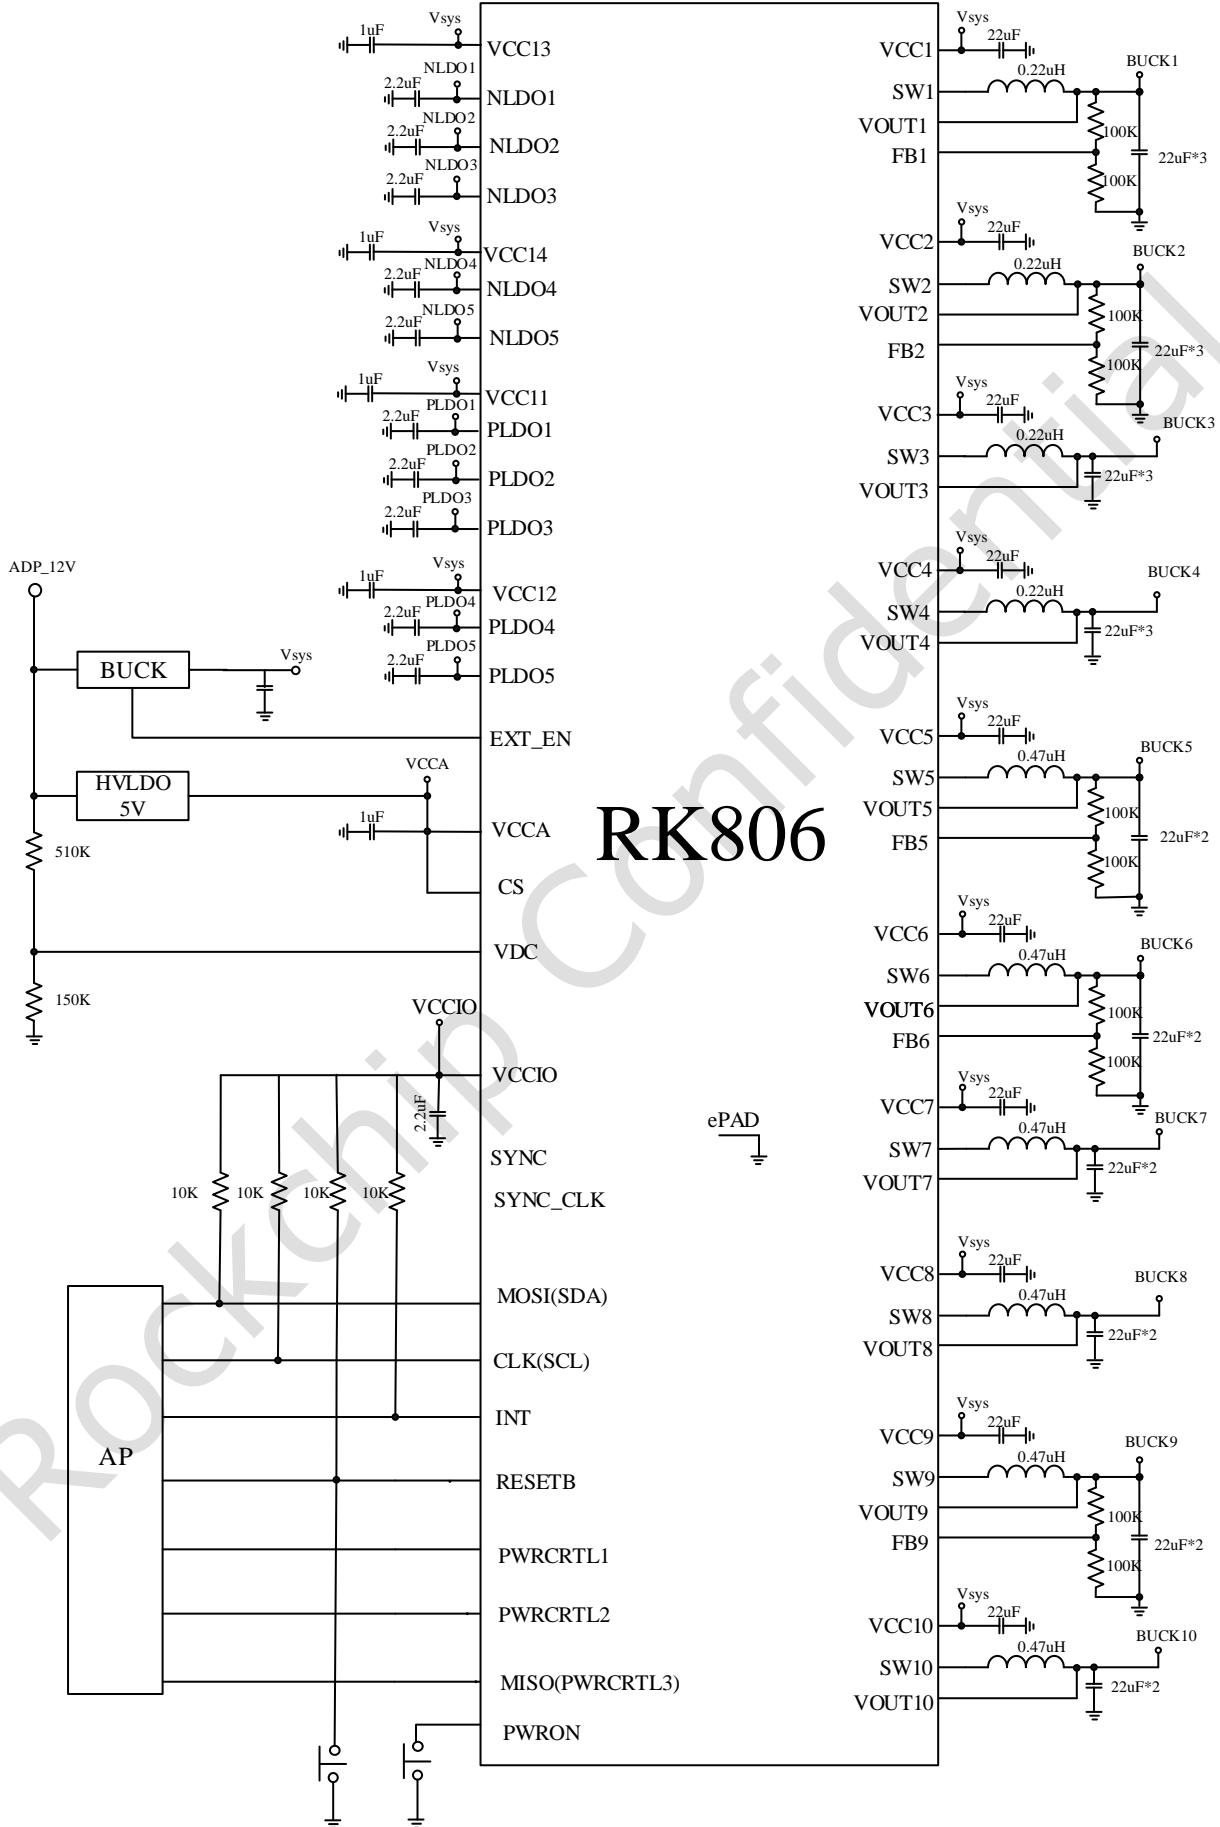 Vsys
1uF
VCC13
NLDO1
2.2uF
NLDO1
NLDO2
2.2uF
NLDO2
NLDO3
2.2uF
NLDO3
Vsys
1uF
VCC14
NLDO4
2.2uF
NLDO4
NLDO5
2.2uF
NLDO5
Vsys
1uF
VCC11
PLDO1
2.2uF
PLDO1
PLDO2
2.2uF
PLDO2
PLDO3
2.2uF
PLDO3
Vsys
1uF
VCC12
PLDO4
2.2uF
PLDO4
PLDO5
2.2uF
PLDO5
ADP_12V
BUCK
Vsys
EXT_EN
HVLDO
5V
VCCA
1uF
VCCA
CS
510K
VDC
150K
VCCIO
VCCIO
2.2uF
SYNC
SYNC_CLK
10K
10K
10K
10K
AP
MOSI(SDA)
CLK(SCL)
INT
RESETB
PWRCRTL1
PWRCRTL2
MISO(PWRCRTL3)
PWRON
RK806
ePAD
Vsys
22uF
VCC1
0.22uH
BUCK1
SW1
VOUT1
100K
FB1
22uF*3
100K
Vsys
22uF
VCC2
0.22uH
BUCK2
SW2
VOUT2
100K
FB2
22uF*3
100K
Vsys
22uF
VCC3
0.22uH
BUCK3
SW3
VOUT3
22uF*3
Vsys
22uF
VCC4
0.22uH
BUCK4
SW4
VOUT4
22uF*3
Vsys
22uF
VCC5
0.47uH
BUCK5
SW5
VOUT5
100K
FB5
22uF*2
100K
Vsys
22uF
VCC6
0.47uH
BUCK6
SW6
VOUT6
100K
FB6
22uF*2
100K
Vsys
22uF
VCC7
0.47uH
BUCK7
SW7
VOUT7
22uF*2
Vsys
22uF
VCC8
0.47uH
BUCK8
SW8
VOUT8
22uF*2
Vsys
22uF
VCC9
0.47uH
BUCK9
SW9
VOUT9
100K
FB9
22uF*2
100K
Vsys
22uF
VCC10
0.47uH
BUCK10
SW10
VOUT10
22uF*2
Rockchip Confidential